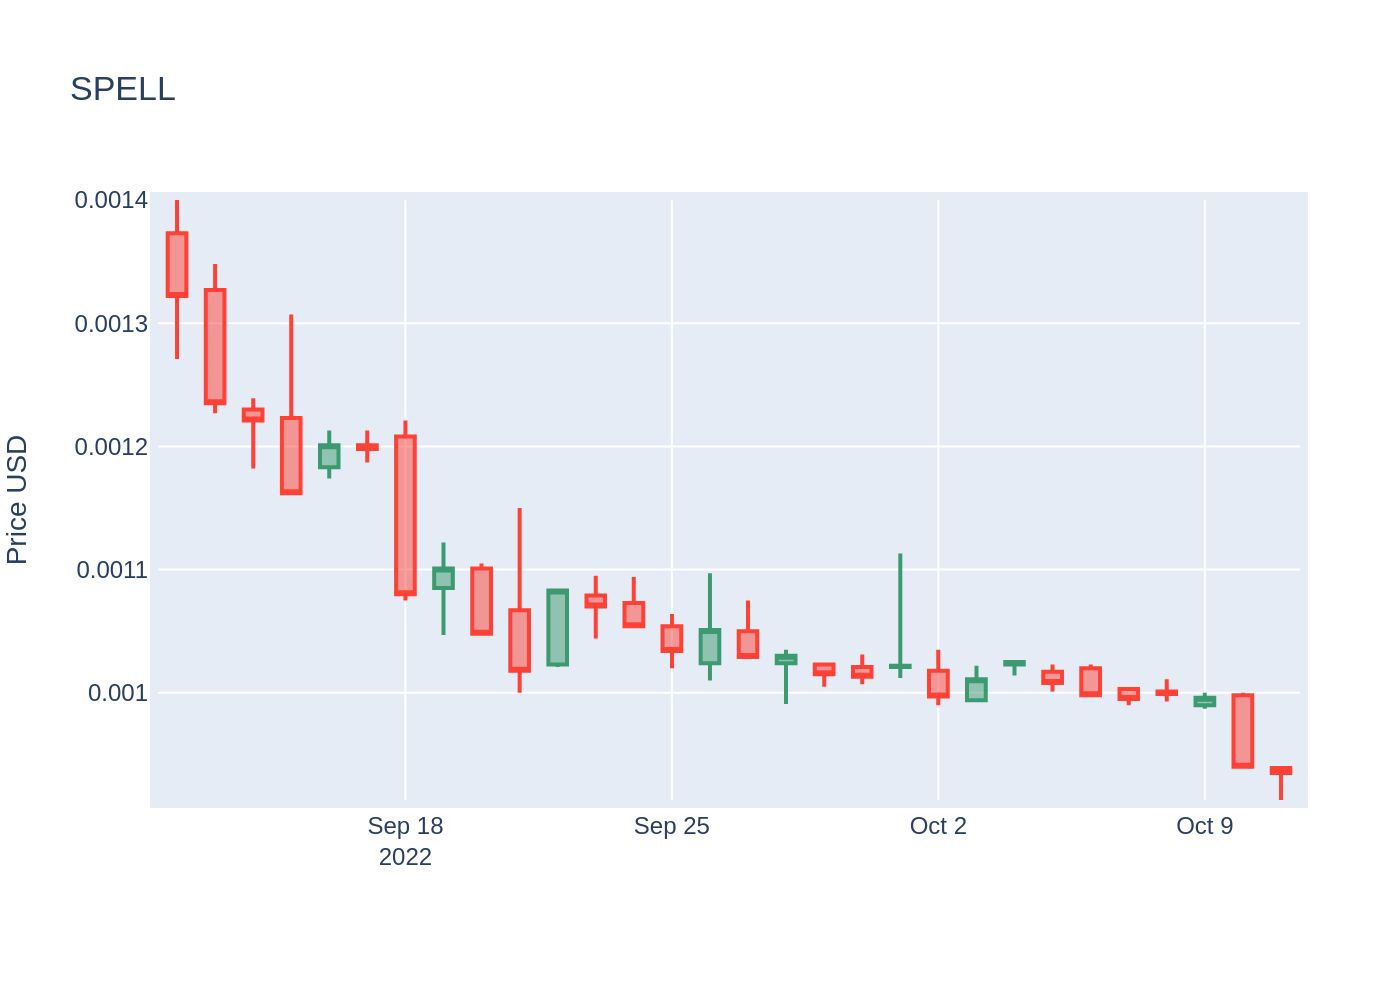 SPELL
0.0014
0.0013
0.0012
0.0011
0.001
Price USD
Sep 18
2022
Sep 25
Oct 2
Oct 9